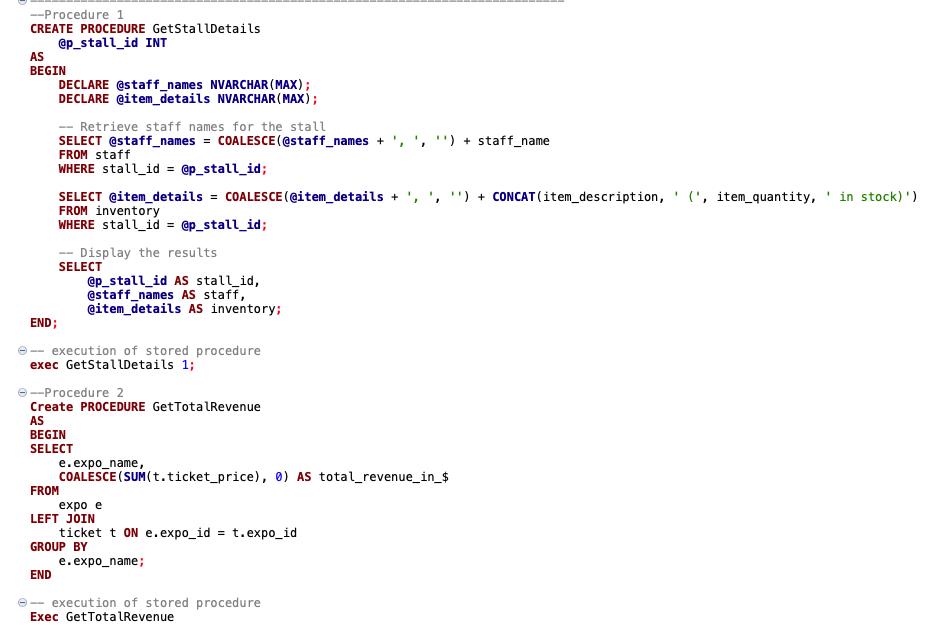 --Procedure 1
CREATE PROCEDURE GetStallDetails
    @p_stall_id INT
AS
BEGIN
    DECLARE @staff_names NVARCHAR(MAX);
    DECLARE @item_details NVARCHAR(MAX);

    -- Retrieve staff names for the stall
    SELECT @staff_names = COALESCE(@staff_names + ', ', '') + staff_name
    FROM staff
    WHERE stall_id = @p_stall_id;

    SELECT @item_details = COALESCE(@item_details + ', ', '') + CONCAT(item_description, ' (', item_quantity, ' in stock)')
    FROM inventory
    WHERE stall_id = @p_stall_id;

    -- Display the results
    SELECT
        @p_stall_id AS stall_id,
        @staff_names AS staff,
        @item_details AS inventory;
END;

-- execution of stored procedure
exec GetStallDetails 1;

--Procedure 2
Create PROCEDURE GetTotalRevenue
AS
BEGIN
SELECT
    e.expo_name,
    COALESCE(SUM(t.ticket_price), 0) AS total_revenue_in_$
FROM
    expo e
LEFT JOIN
    ticket t ON e.expo_id = t.expo_id
GROUP BY
    e.expo_name;
END

-- execution of stored procedure
Exec GetTotalRevenue